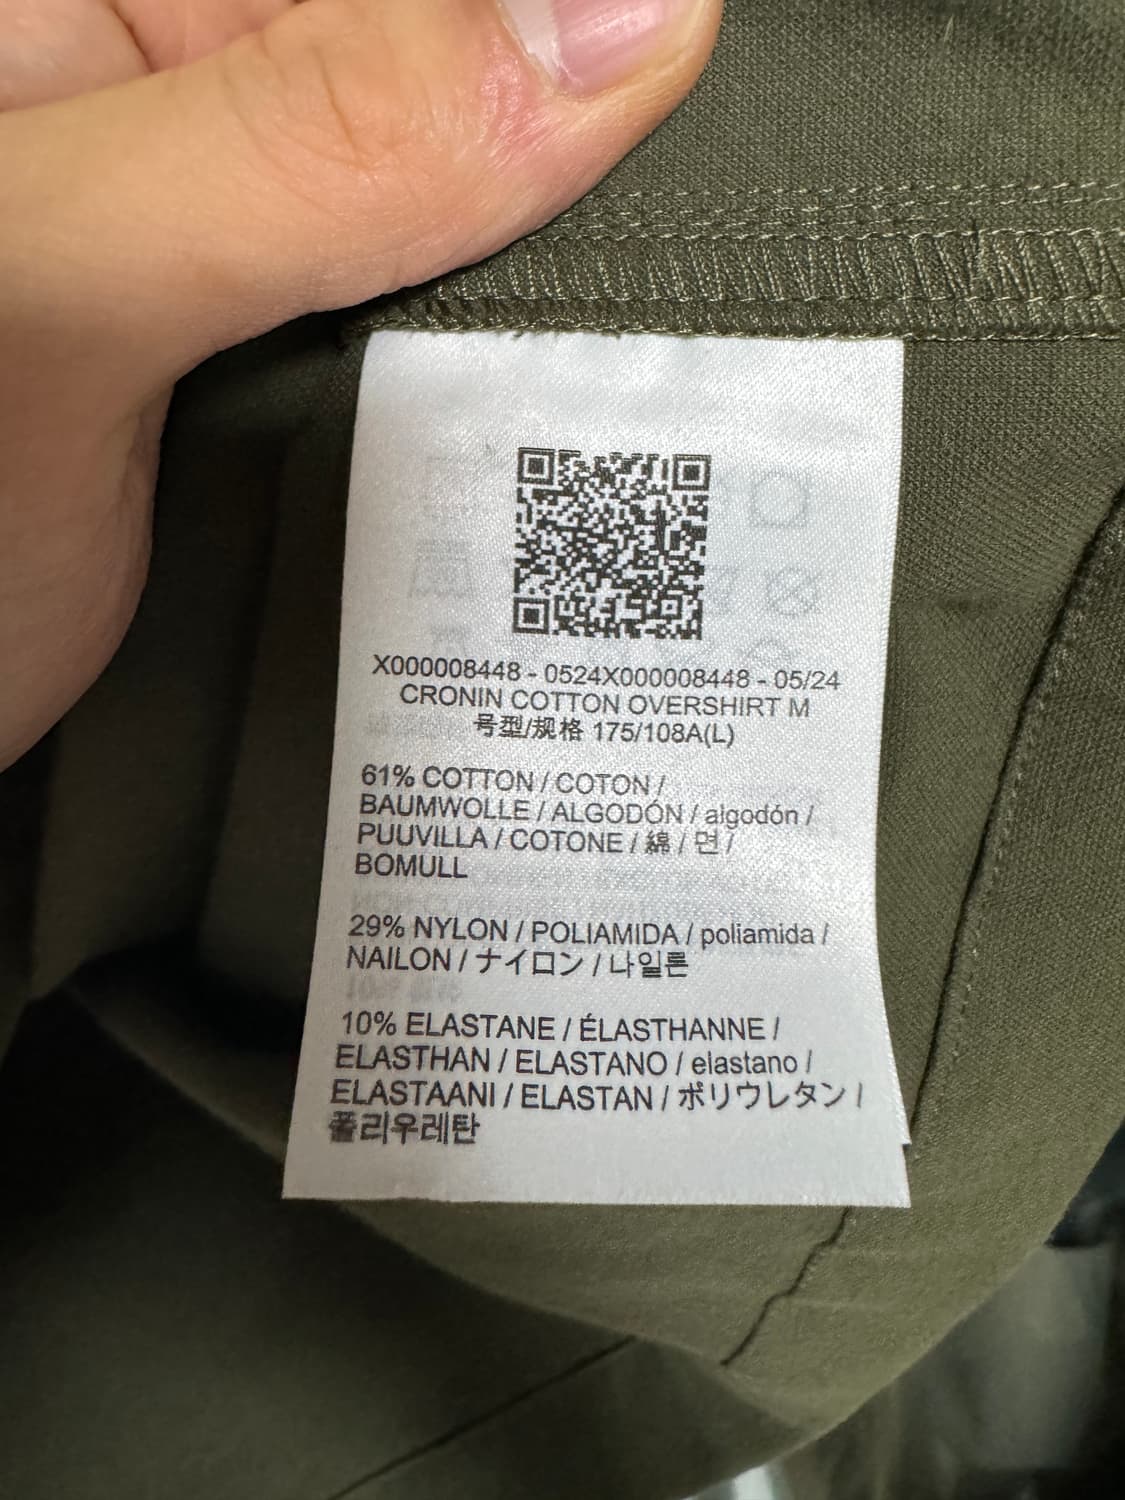 X000008448 - 0524X000008448 - 05/24
CRONIN COTTON OVERSHIRT M
号型/规格 175/108A(L)
61% COTTON / COTON /
BAUMWOLLE / ALGODÓN / algodón /
PUUVILLA / COTONE / 綿 / 면 /
BOMULL
29% NYLON / POLIAMIDA / poliamida /
NAILON / ナイロン / 나일론
10% ELASTANE / ÉLASTHANNE /
ELASTHAN / ELASTANO / elastano /
ELASTAANI / ELASTAN / ポリウレタン /
폴리우레탄